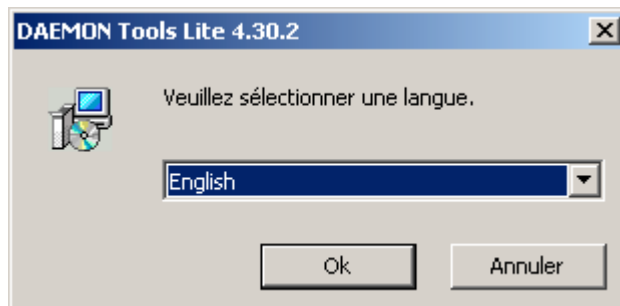 DAEMON Tools Lite 4.30.2
Veuillez sélectionner une langue.
English
Ok
Annuler